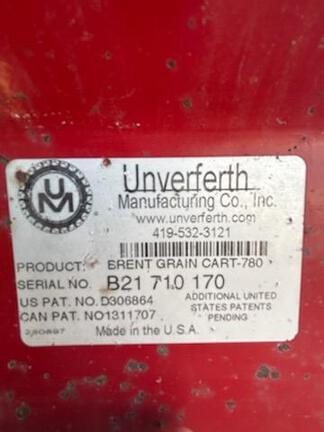 UM
Unverferth
Manufacturing Co., Inc.
www.unverferth.com
419-532-3121
PRODUCT: BRENT GRAIN CART-780
SERIAL NO. B21 710 170
US PAT. NO. D306864
CAN PAT. NO1311707
ADDITIONAL UNITED
STATES PATENTS
PENDING
Made in the U.S.A.